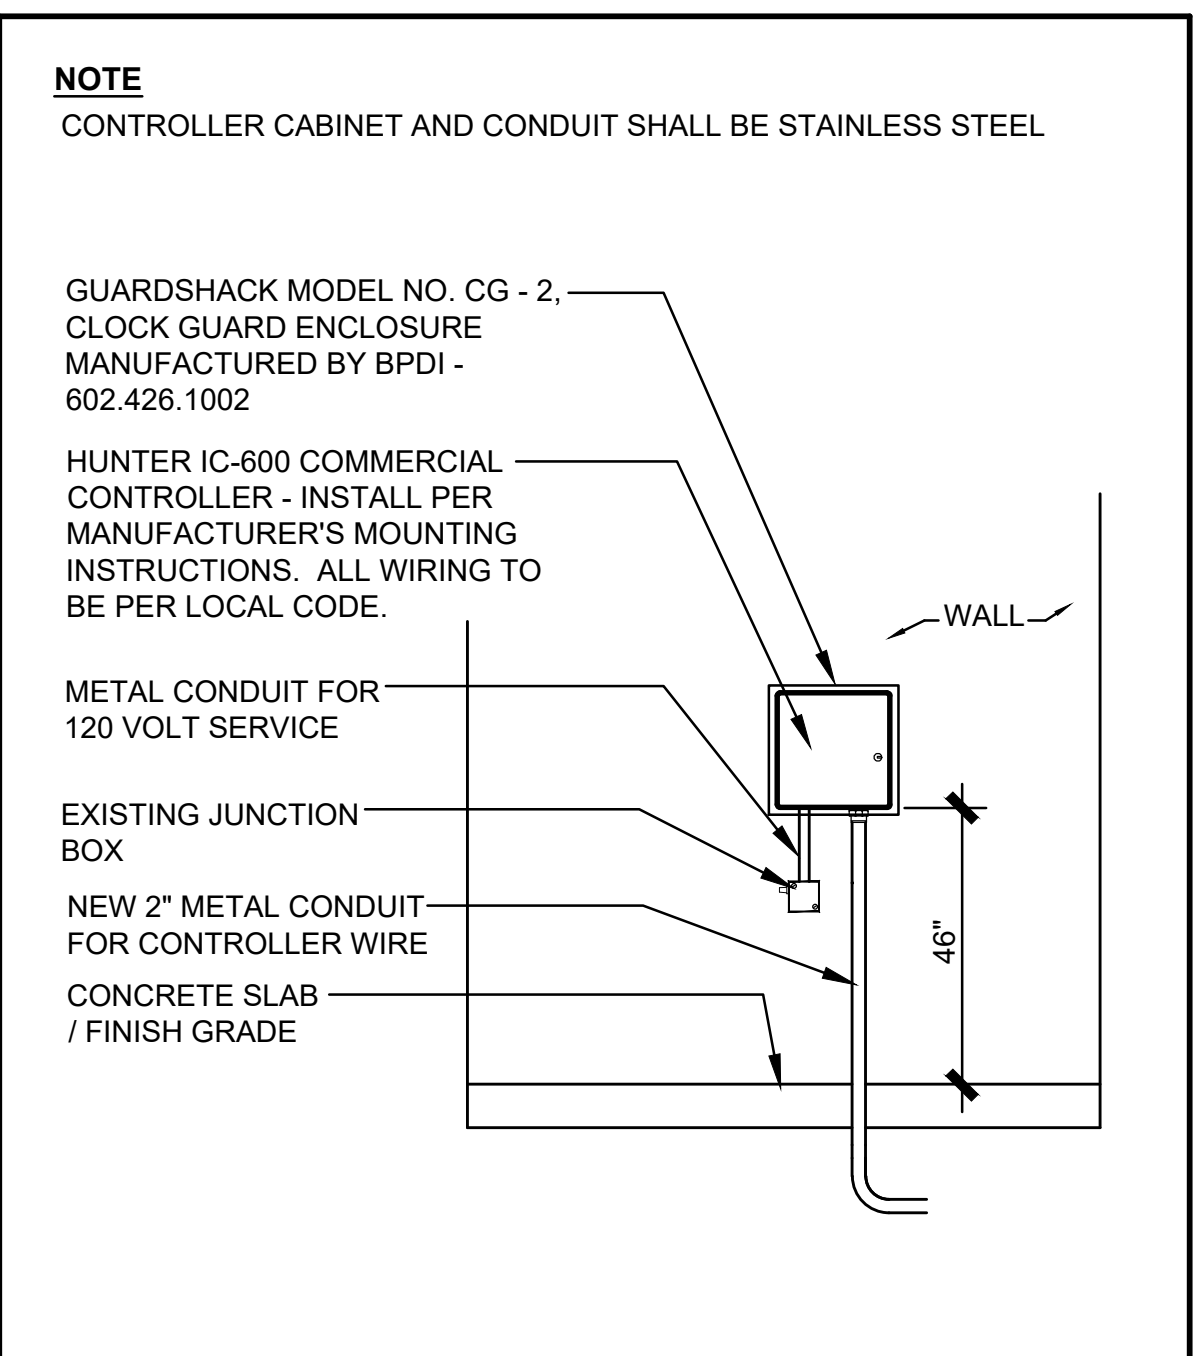 NOTE
CONTROLLER CABINET AND CONDUIT SHALL BE STAINLESS STEEL
GUARDSHACK MODEL NO. CG - 2,
CLOCK GUARD ENCLOSURE
MANUFACTURED BY BPDI -
602.426.1002
HUNTER IC-600 COMMERCIAL
CONTROLLER - INSTALL PER
MANUFACTURER'S MOUNTING
INSTRUCTIONS.  ALL WIRING TO
BE PER LOCAL CODE.
WALL
METAL CONDUIT FOR
120 VOLT SERVICE
EXISTING JUNCTION
BOX
NEW 2" METAL CONDUIT
FOR CONTROLLER WIRE
46"
CONCRETE SLAB
/ FINISH GRADE